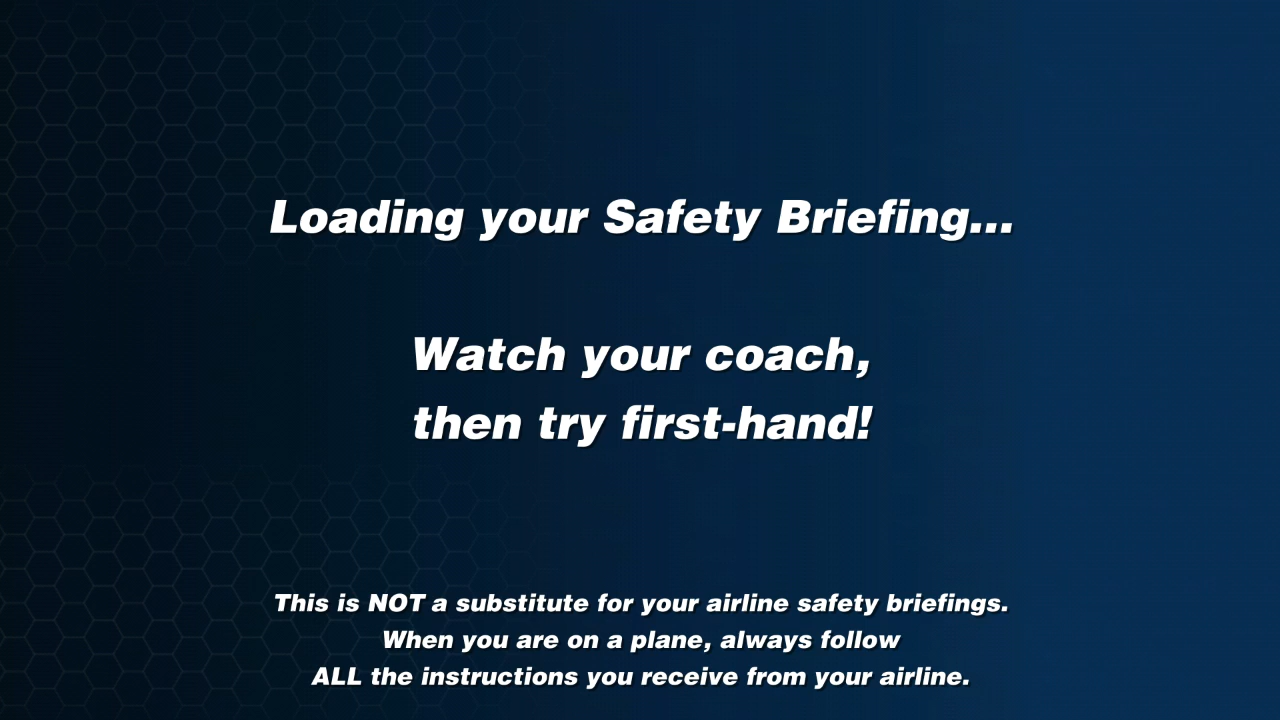 Loading your Safety Briefing...
Watch your coach,
then try first-hand!
This is NOT a substitute for your airline safety briefings.
When you are on a plane, always follow
ALL the instructions you receive from your airline.